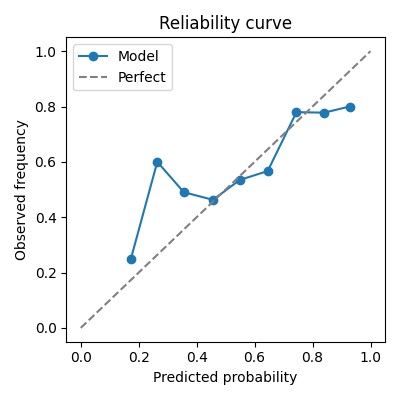 Reliability curve
Model
Perfect
Observed frequency
1.0
0.8
0.6
0.4
0.2
0.0
0.0 0.2 0.4 0.6 0.8 1.0
Predicted probability